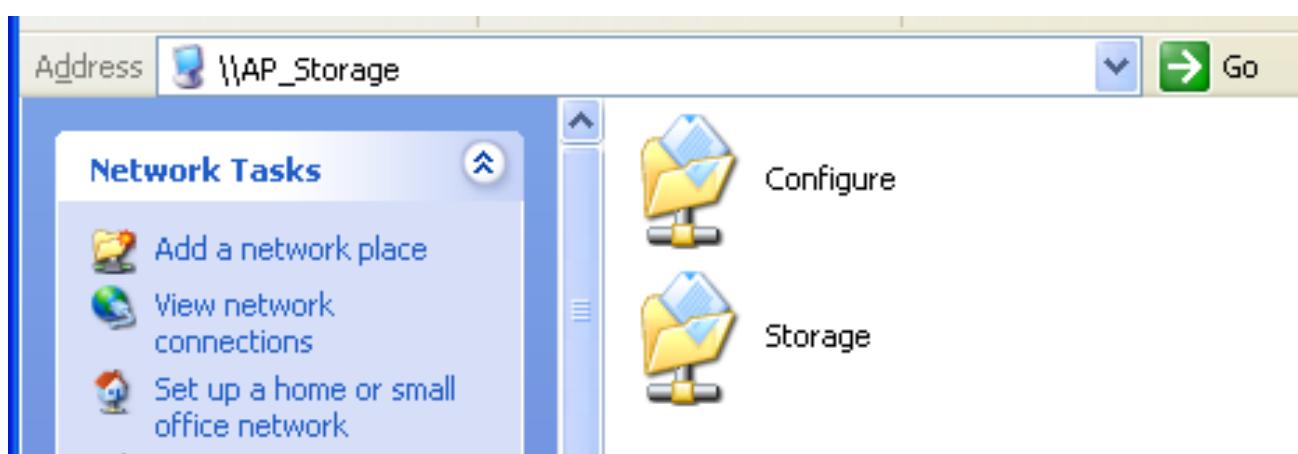 Address \\AP_Storage Go
Network Tasks
Add a network place
View network
connections
Set up a home or small
office network
Configure
Storage